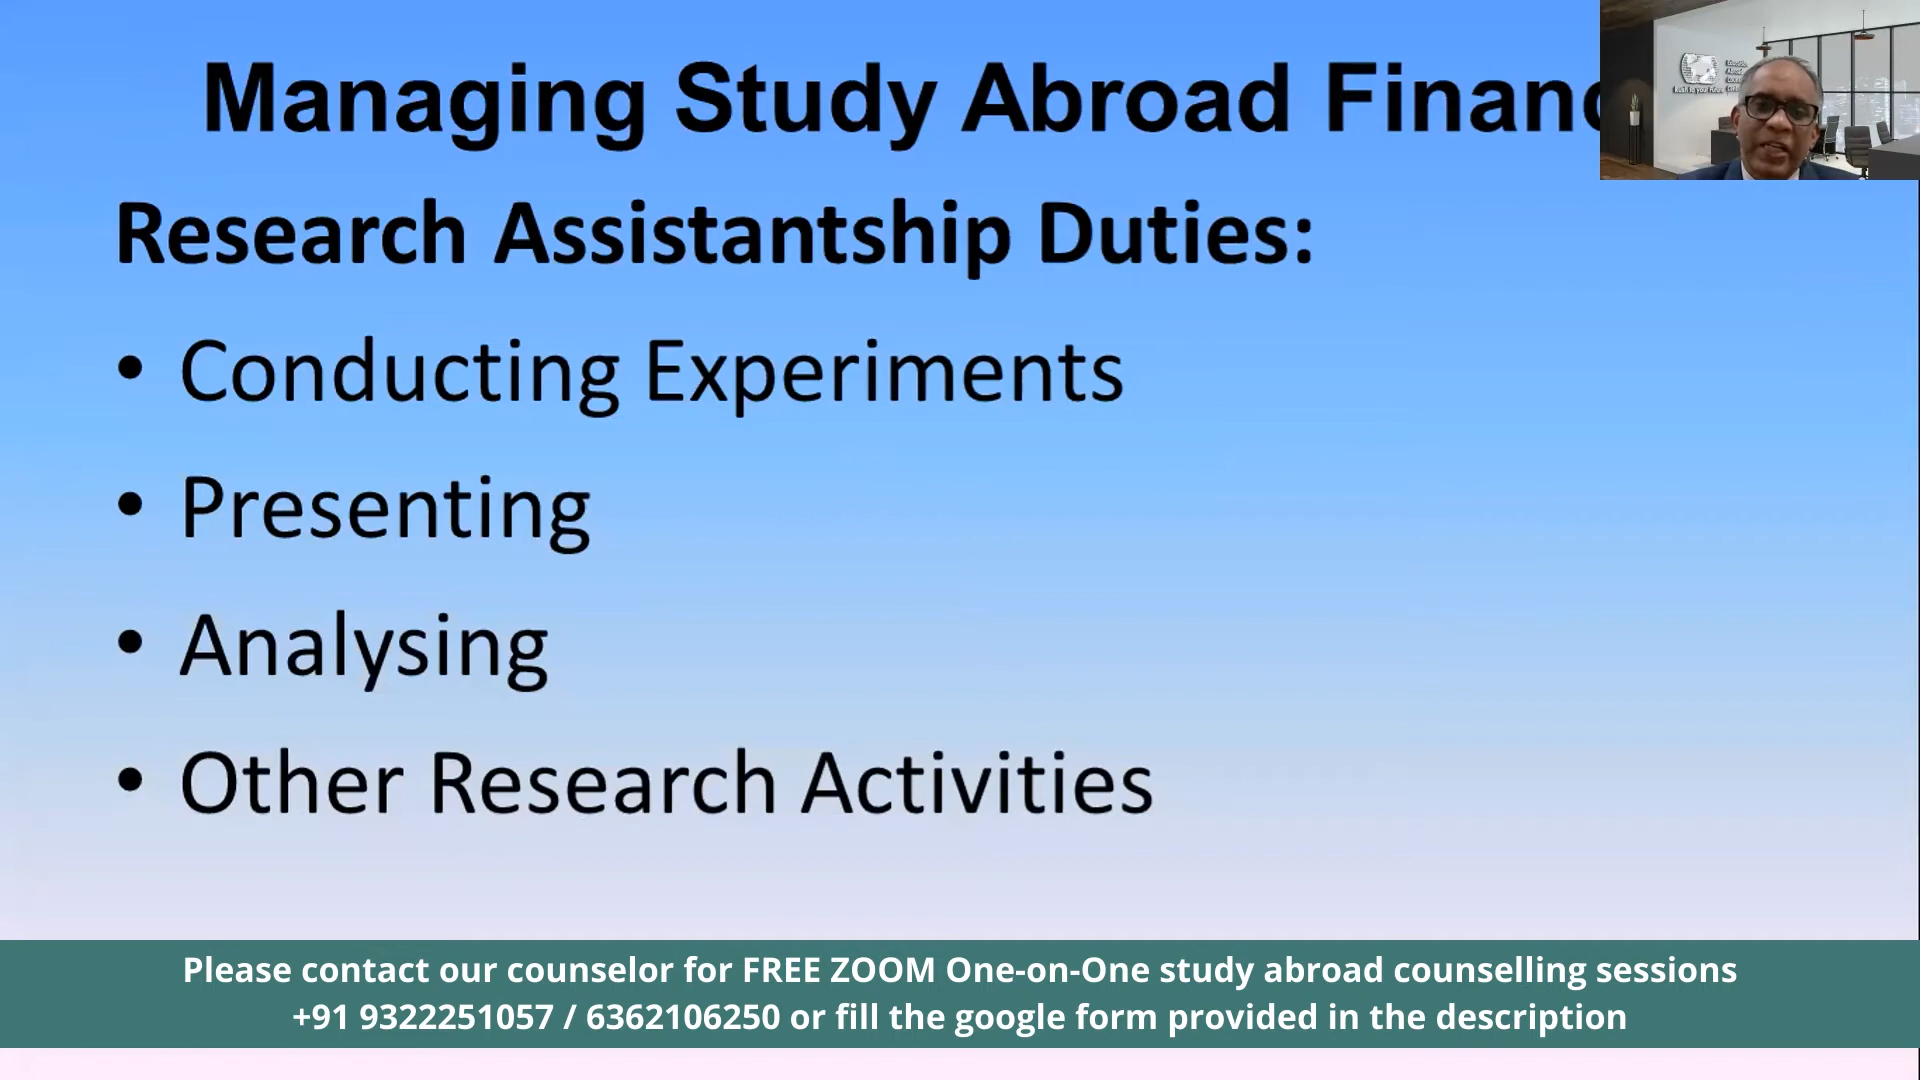 Managing Study Abroad Financ
Research Assistantship Duties:
• Conducting Experiments
• Presenting
• Analysing
• Other Research Activities
Please contact our counselor for FREE ZOOM One-on-One study abroad counselling sessions
+91 9322251057 / 6362106250 or fill the google form provided in the description